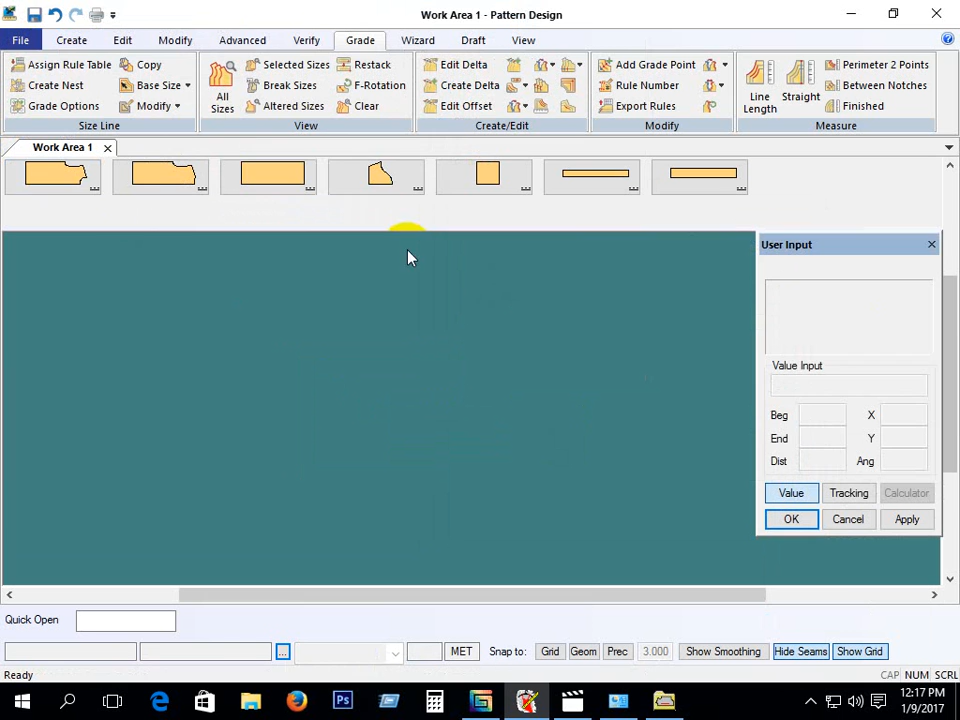 Work Area 1 - Pattern Design
File Create Edit Modify Advanced Verify Grade Wizard Draft View
Assign Rule Table Copy Selected Sizes Restack Edit Delta Add Grade Point Perimeter 2 Points
Create Nest Base Size Break Sizes F-Rotation Create Delta Rule Number Between Notches
Grade Options Modify All Sizes Altered Sizes Clear Edit Offset Export Rules Line Length Straight Finished
Size Line View Create/Edit Modify Measure
Work Area 1
User Input
Value Input
Beg X
End Y
Dist Ang
Value Tracking Calculator
OK Cancel Apply
Quick Open
... MET Snap to: Grid Geom Prec 3.000 Show Smoothing Hide Seams Show Grid
Ready CAP NUM SCRL
12:17 PM
1/9/2017